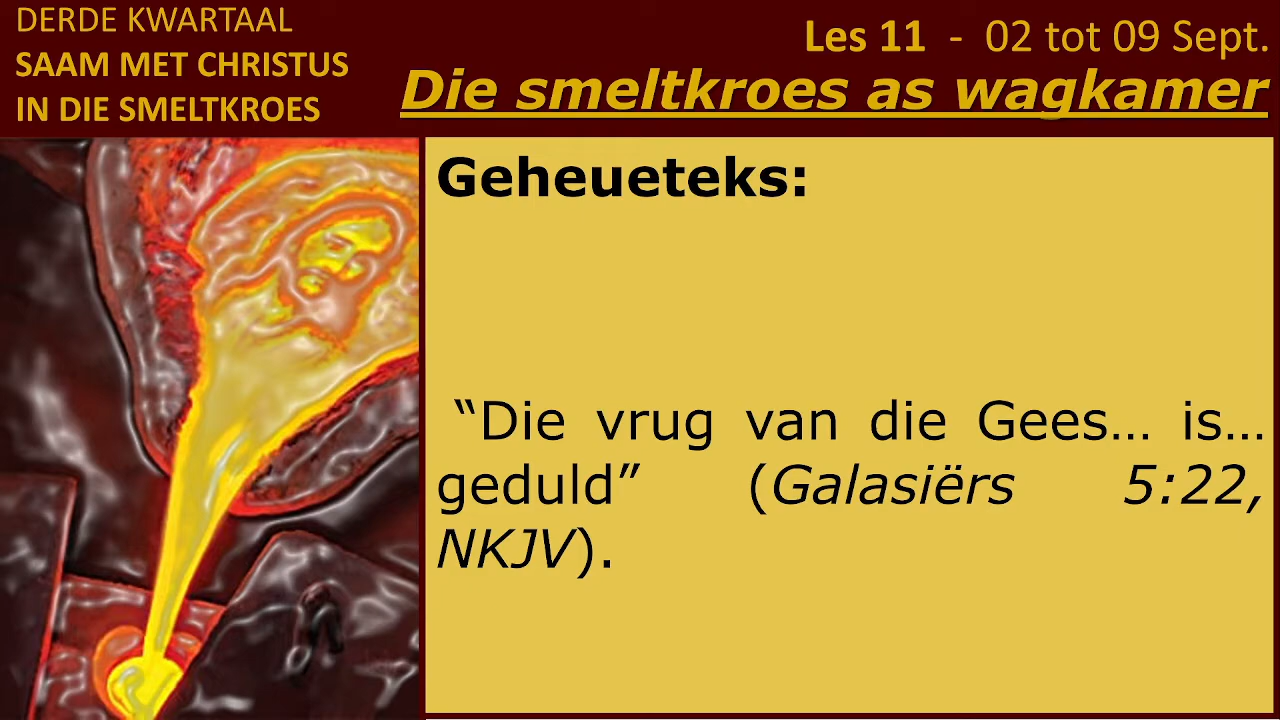 DERDE KWARTAAL
SAAM MET CHRISTUS
IN DIE SMELTKROES
Les 11 - 02 tot 09 Sept.
Die smeltkroes as wagkamer
Geheueteks:
“Die vrug van die Gees… is…
geduld” (Galasiërs 5:22,
NKJV).